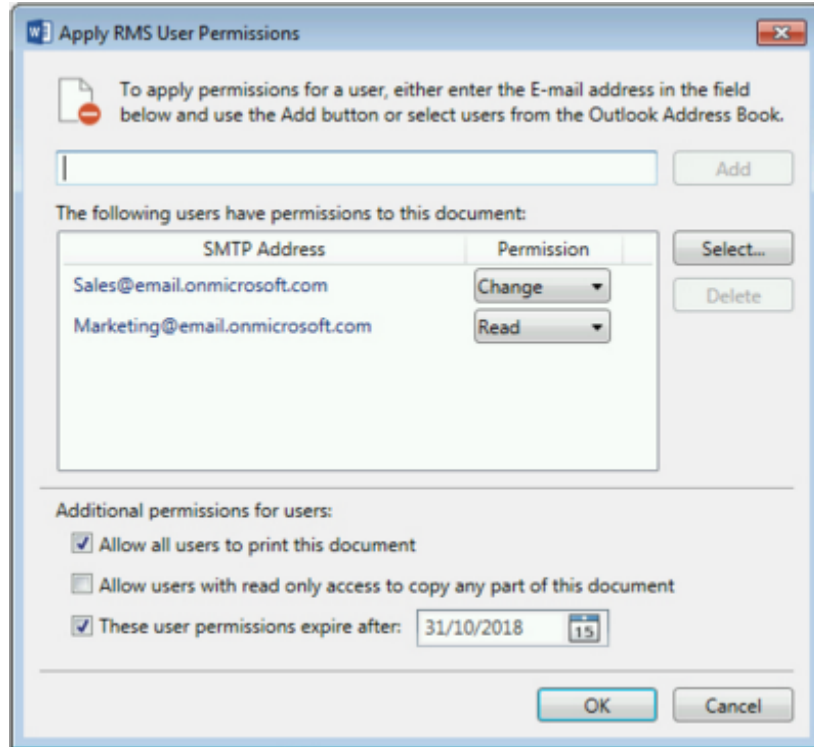 Apply RMS User Permissions
To apply permissions for a user, either enter the E-mail address in the field
below and use the Add button or select users from the Outlook Address Book.
Add
The following users have permissions to this document:
SMTP Address Permission
Select...
Sales@email.onmicrosoft.com Change
Delete
Marketing@email.onmicrosoft.com Read
Additional permissions for users:
Allow all users to print this document
Allow users with read only access to copy any part of this document
These user permissions expire after: 31/10/2018 15
OK Cancel